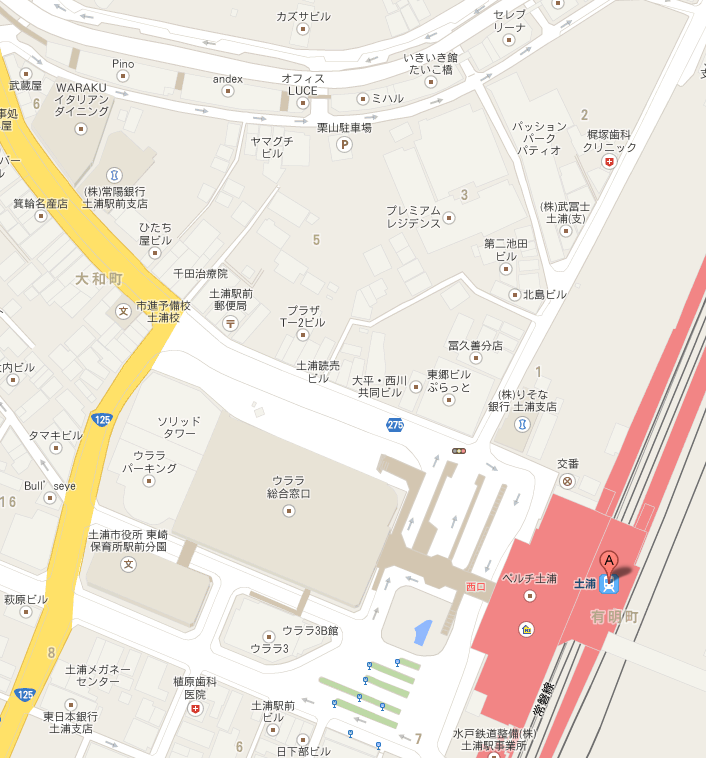 カズサビル
セレブ
リーナ
Pino
andex
オフィス
LUCE
ミハル
いきいき館
たいこ橋
武蔵屋
6
WARAKU
イタリアン
ダイニング
事処
屋
ヤマグチ
ビル
栗山駐車場
P
パッション
パーク
パティオ
2
梶塚歯科
クリニック
支
バー
(株)常陽銀行
土浦駅前支店
箕輪名産店
ひたち
屋ビル
5
プレミアム
レジデンス
3
(株)武冨士
土浦(支)
第二池田
ビル
大和町
千田治療院
市進予備校
土浦校
文
土浦駅前
郵便局
プラザ
T−2ビル
北島ビル
冨久善分店
土浦読売
ビル
大平・西川
共同ビル
東郷ビル
ぷらっと
1
(株)りそな
銀行 土浦支店
大内ビル
125
ソリッド
タワー
275
タマキビル
ウララ
パーキング
ウララ
総合窓口
交番
Bull’seye
16
土浦市役所 東崎
保育所駅前分園
文
西口
ペルチ土浦
土浦
A
有明町
萩原ビル
ウララ3B館
ウララ3
8
土浦メガネー
センター
植原歯科
医院
125
東日本銀行
土浦支店
土浦駅前
ビル
6
日下部ビル
7
常磐線
水戸鉄道整備(株)
土浦駅事業所